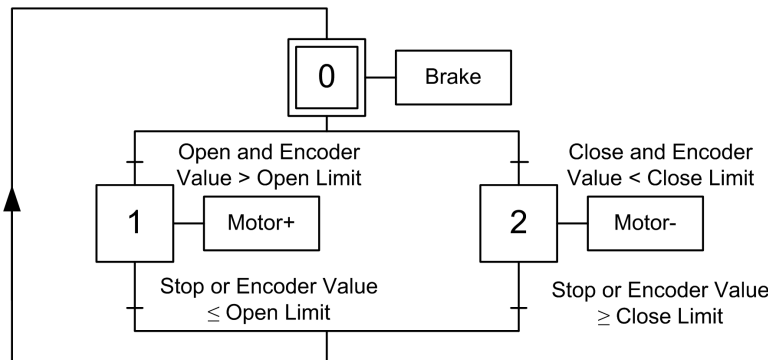 0
Brake
Open and Encoder
Value > Open Limit
Close and Encoder
Value < Close Limit
1
Motor+
2
Motor-
Stop or Encoder Value
≤ Open Limit
Stop or Encoder Value
≥ Close Limit